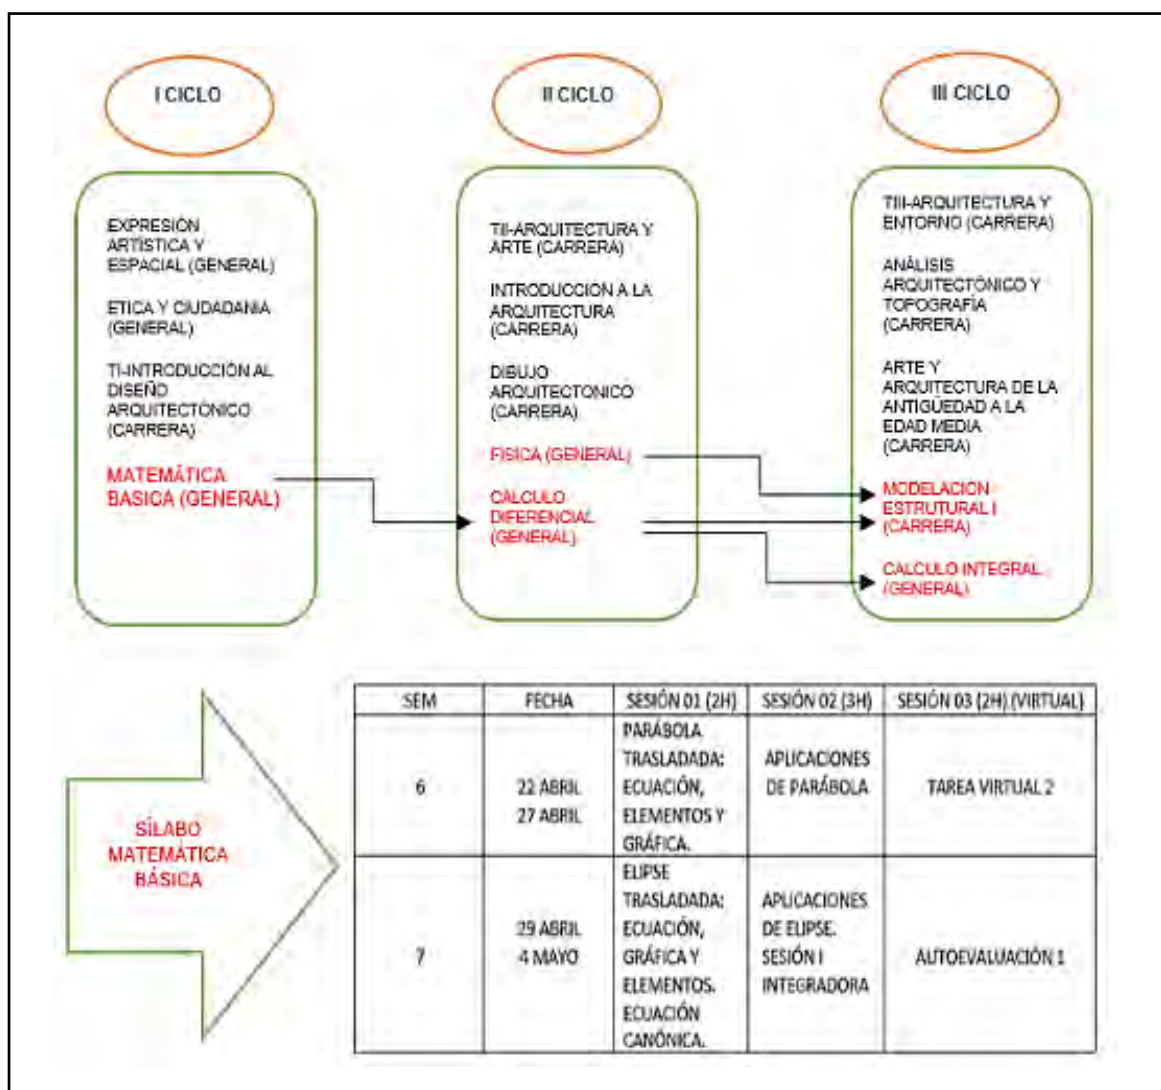 I CICLO
EXPRESIÓN
ARTÍSTICA Y
ESPACIAL (GENERAL)
ETICA Y CIUDADANIA
(GENERAL)
TI-INTRODUCCIÓN AL
DISEÑO
ARQUITECTÓNICO
(CARRERA)
MATEMÁTICA
BASICA (GENERAL)
II CICLO
TII-ARQUITECTURA Y
ARTE (CARRERA)
INTRODUCCION A LA
ARQUITECTURA
(CARRERA)
DIBUJO
ARQUITECTONICO
(CARRERA)
FISICA (GENERAL)
CALCULO
DIFERENCIAL
(GENERAL)
III CICLO
TIII-ARQUITECTURA Y
ENTORNO (CARRERA)
ANÁLISIS
ARQUITECTÓNICO Y
TOPOGRAFÍA
(CARRERA)
ARTE Y
ARQUITECTURA DE LA
ANTIGÜEDAD A LA
EDAD MEDIA
(CARRERA)
MODELACION
ESTRUTURAL I
(CARRERA)
CALCULO INTEGRAL
(GENERAL)
SÍLABO
MATEMÁTICA
BÁSICA
SEM
FECHA
SESIÓN 01 (2H)
SESIÓN 02 (3H)
SESIÓN 03 (2H) (VIRTUAL)
6
22 ABRIL
27 ABRIL
PARÁBOLA
TRASLADADA:
ECUACIÓN,
ELEMENTOS Y
GRÁFICA.
APLICACIONES
DE PARÁBOLA
TAREA VIRTUAL 2
7
29 ABRIL
4 MAYO
ELIPSE
TRASLADADA:
ECUACIÓN,
GRÁFICA Y
ELEMENTOS.
ECUACIÓN
CANÓNICA.
APLICACIONES
DE ELIPSE.
SESIÓN I
INTEGRADORA
AUTOEVALUACIÓN 1